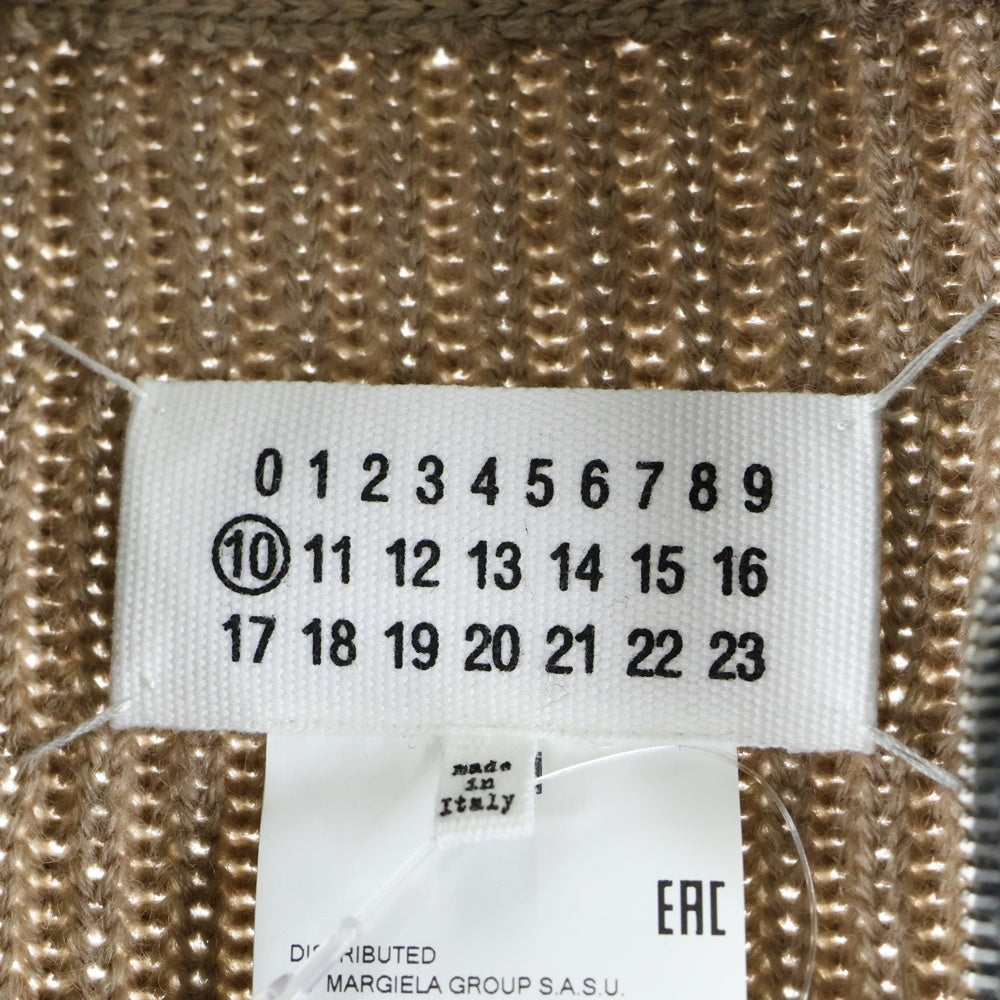 0 1 2 3 4 5 6 7 8 9
10 11 12 13 14 15 16
17 18 19 20 21 22 23
made
in
Italy
EAC
MARGIELA GROUP S.A.S.U.